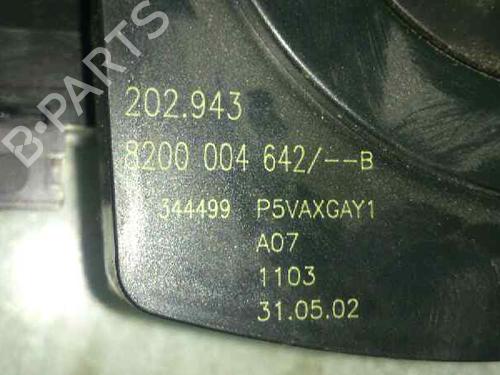 B-PARTS
202.943
8200 004 642/--B
344499 P5VAXGAY1
A07
1103
31.05.02